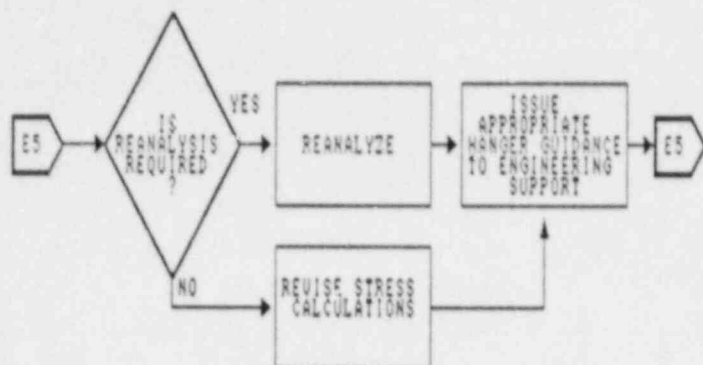 E5
IS
REANALYSIS
REQUIRED
?
YES
NO
REANALYZE
REVISE STRESS
CALCULATIONS
ISSUE
APPROPRIATE
HANGER GUIDANCE
TO ENGINEERING
SUPPORT
E5